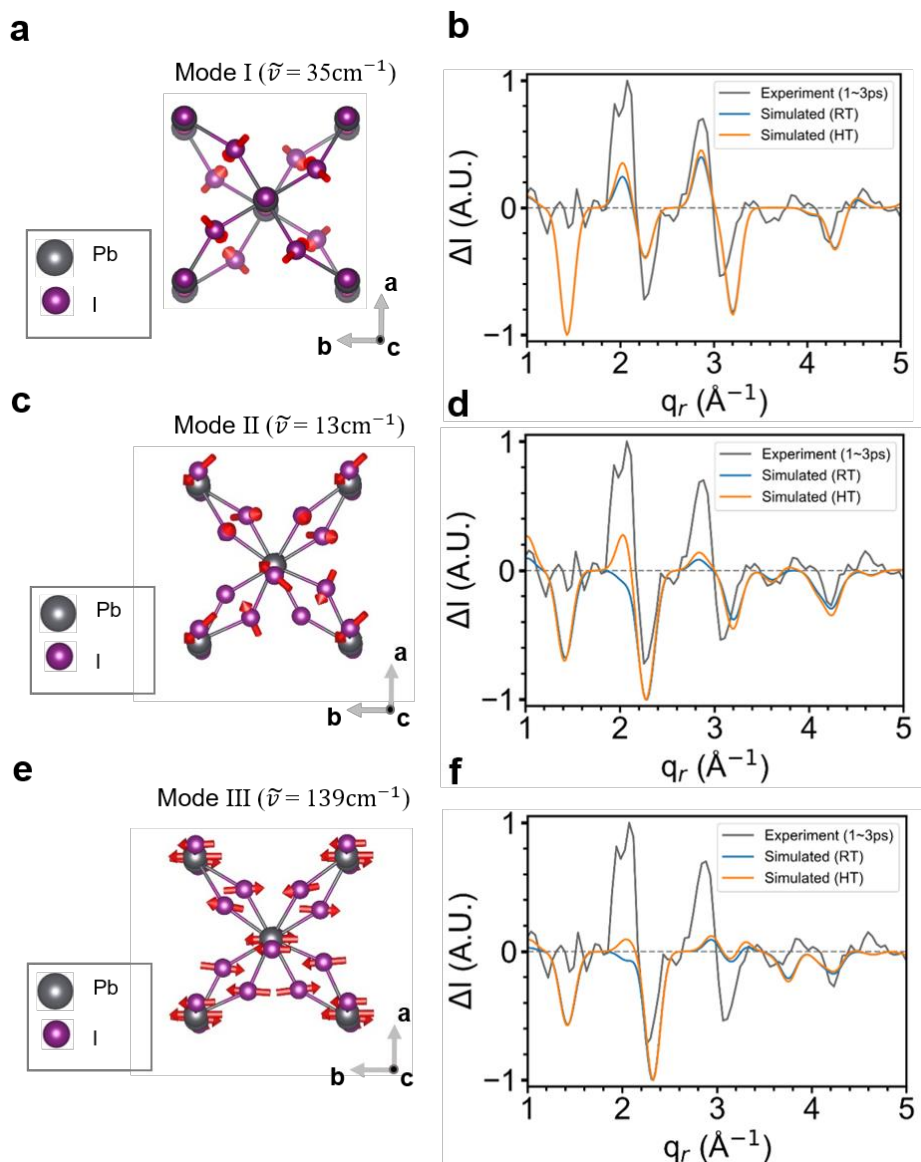 a
Mode I (ṽ = 35cm⁻¹)
Pb
I
a
b
c
b
1
0
−1
ΔI (A.U.)
Experiment (1~3ps)
Simulated (RT)
Simulated (HT)
1 2 3 4 5
qᵣ (Å⁻¹)
c
Mode II (ṽ = 13cm⁻¹)
Pb
I
a
b
c
d
1
0
−1
ΔI (A.U.)
Experiment (1~3ps)
Simulated (RT)
Simulated (HT)
1 2 3 4 5
qᵣ (Å⁻¹)
e
Mode III (ṽ = 139cm⁻¹)
Pb
I
a
b
c
f
1
0
−1
ΔI (A.U.)
Experiment (1~3ps)
Simulated (RT)
Simulated (HT)
1 2 3 4 5
qᵣ (Å⁻¹)